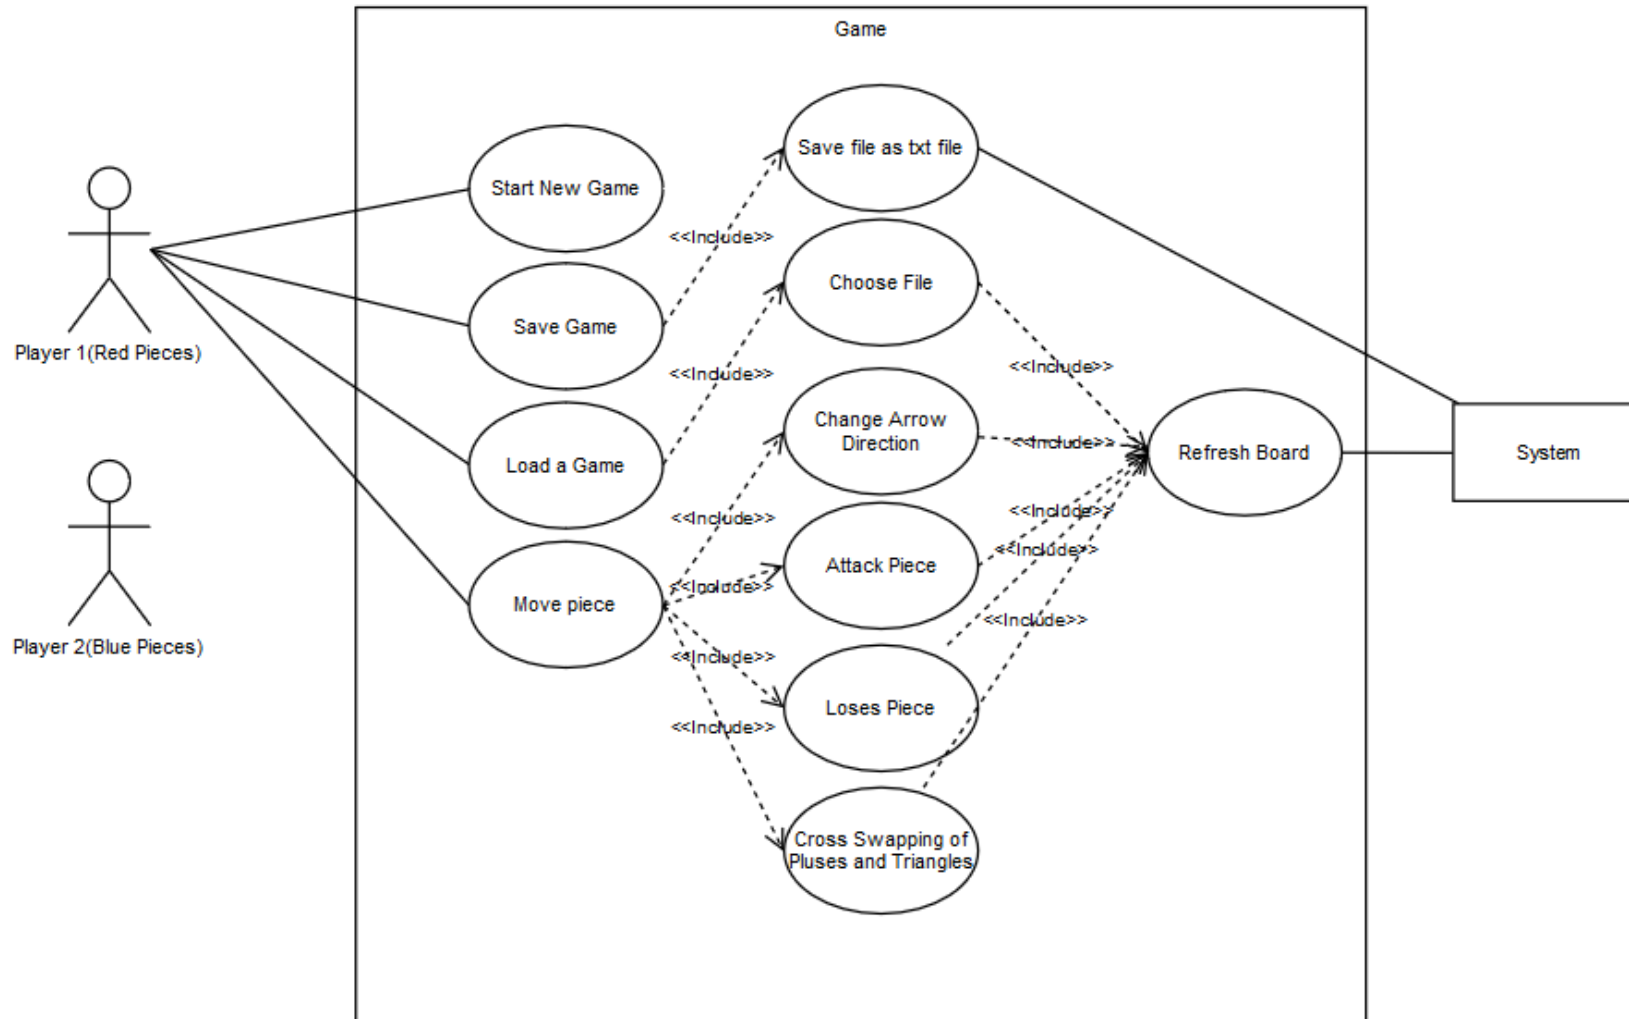 Game
Save file as txt file
Start New Game
<<Include>>
Choose File
Save Game
Player 1(Red Pieces)
<<Include>>
<<Include>>
Change Arrow
Direction
<<Include>>
Refresh Board
System
Load a Game
<<Include>>
<<Include>>
<<Include>>
Attack Piece
<<Include>>
Move piece
<<Include>>
Player 2(Blue Pieces)
<<Include>>
Loses Piece
<<Include>>
Cross Swapping of
Pluses and Triangles